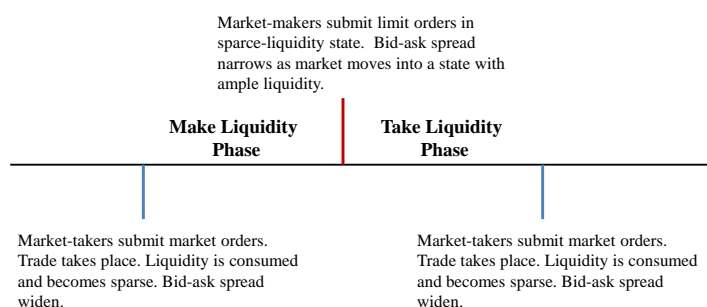 Market-makers submit limit orders in
sparce-liquidity state.  Bid-ask spread
narrows as market moves into a state with
ample liquidity.
Make Liquidity
Phase
Take Liquidity
Phase
Market-takers submit market orders.
Trade takes place. Liquidity is consumed
and becomes sparse. Bid-ask spread
widen.
Market-takers submit market orders.
Trade takes place. Liquidity is consumed
and becomes sparse. Bid-ask spread
widen.